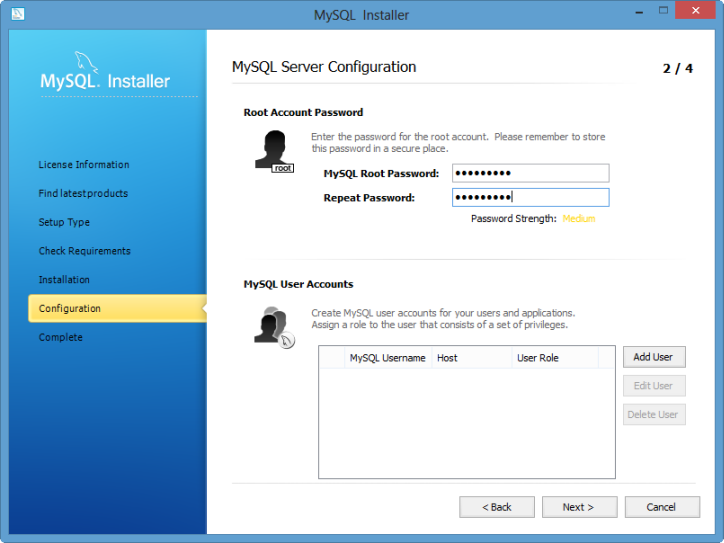 MySQL Installer
MySQL Installer
License Information
Find latest products
Setup Type
Check Requirements
Installation
Configuration
Complete
MySQL Server Configuration
2 / 4
Root Account Password
root
Enter the password for the root account. Please remember to store
this password in a secure place.
MySQL Root Password: •••••••••
Repeat Password: •••••••••
Password Strength: Medium
MySQL User Accounts
Create MySQL user accounts for your users and applications.
Assign a role to the user that consists of a set of privileges.
MySQL Username Host User Role
Add User
Edit User
Delete User
< Back Next > Cancel